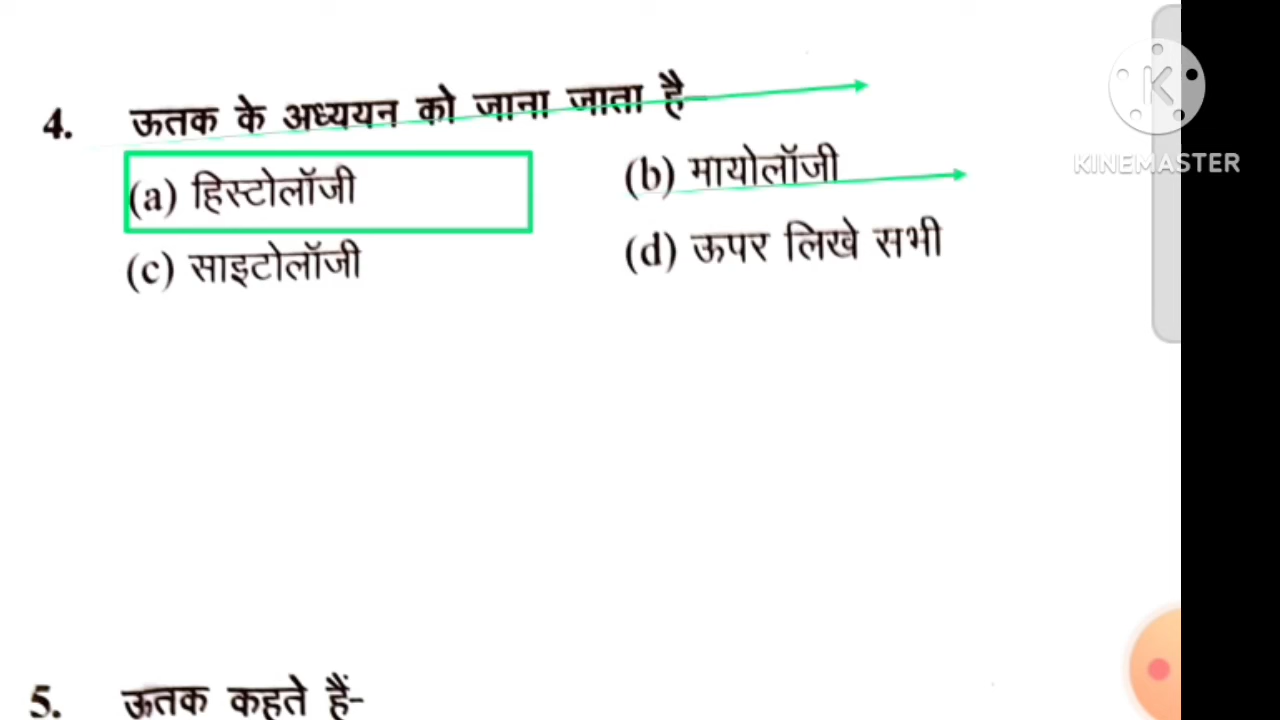 4. ऊतक के अध्ययन को जाना जाता है–
(a) हिस्टोलॉजी (b) मायोलॉजी
(c) साइटोलॉजी (d) ऊपर लिखे सभी
5. ऊतक कहते हैं-
K
KINEMASTER